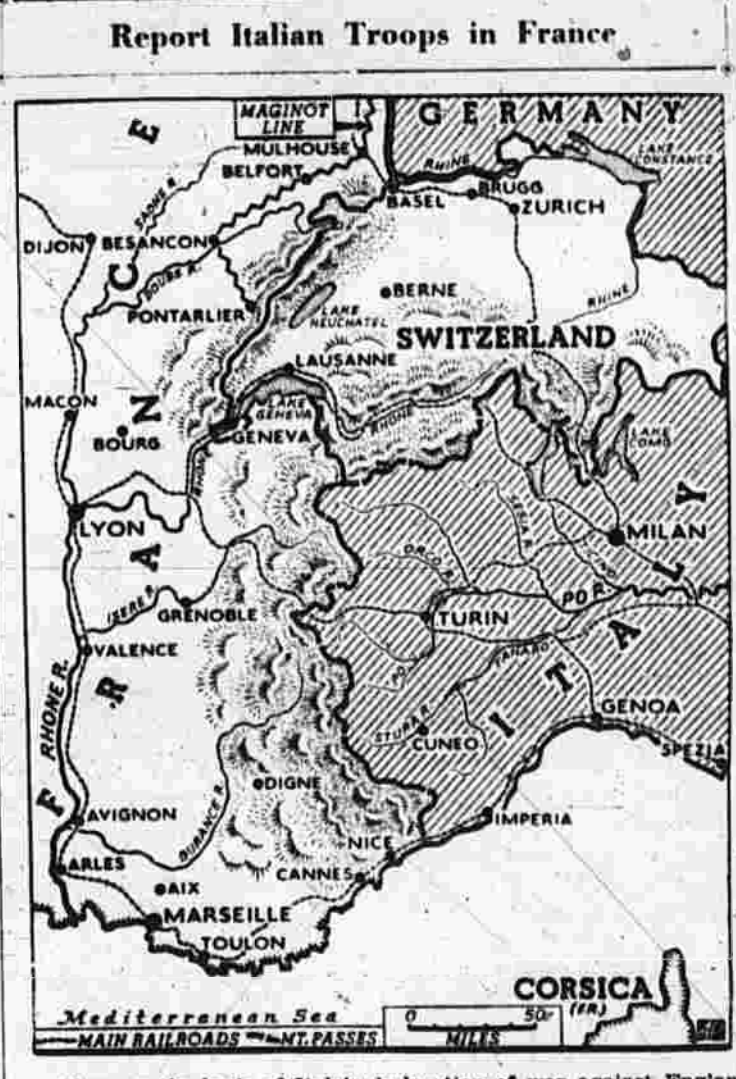 Report Italian Troops in France
MAGINOT
LINE
GERMANY
MULHOUSE
BELFORT
RHINE
LAKE
CONSTANCE
SAONE R.
BASEL
BRUGG
ZURICH
DIJON
BESANCON
DOUBS R.
PONTARLIER
BERNE
LAKE
NEUCHATEL
RHINE
SWITZERLAND
LAUSANNE
LAKE
GENEVA
RHONE
MACON
BOURG
GENEVA
LAKE
COMO
LYON
MILAN
SESIA R.
ORCO R.
PO R.
ISERE R.
GRENOBLE
TURIN
VALENCE
TANARO
PO
RHONE R.
FRANCE
ITALY
STURA R.
CUNEO
GENOA
SPEZIA
DIGNE
DURANCE R.
AVIGNON
IMPERIA
NICE
ARLES
CANNES
AIX
MARSEILLE
TOULON
CORSICA
(FR.)
Mediterranean Sea
MAIN RAILROADS
MT. PASSES
0 50
MILES